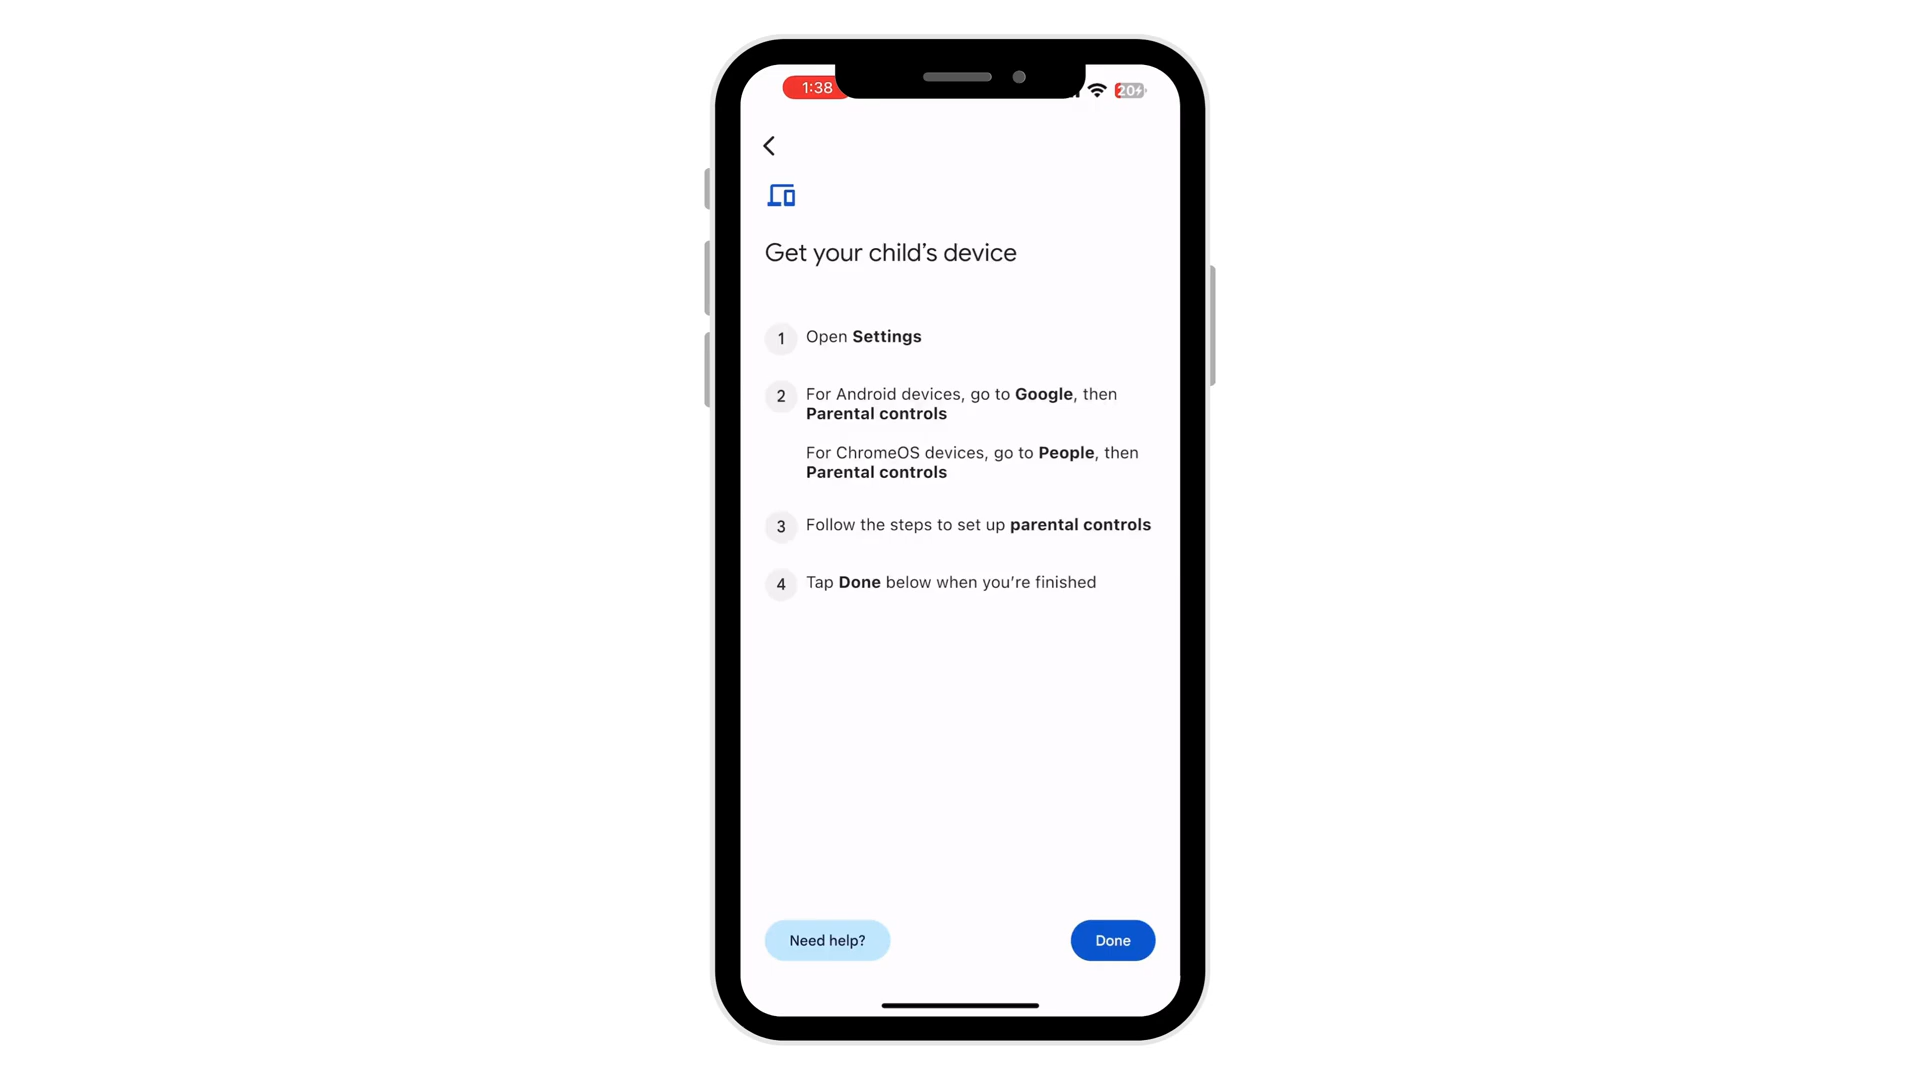 1:38
20
Get your child’s device
1 Open Settings
2 For Android devices, go to Google, then
Parental controls
For ChromeOS devices, go to People, then
Parental controls
3 Follow the steps to set up parental controls
4 Tap Done below when you’re finished
Need help? Done